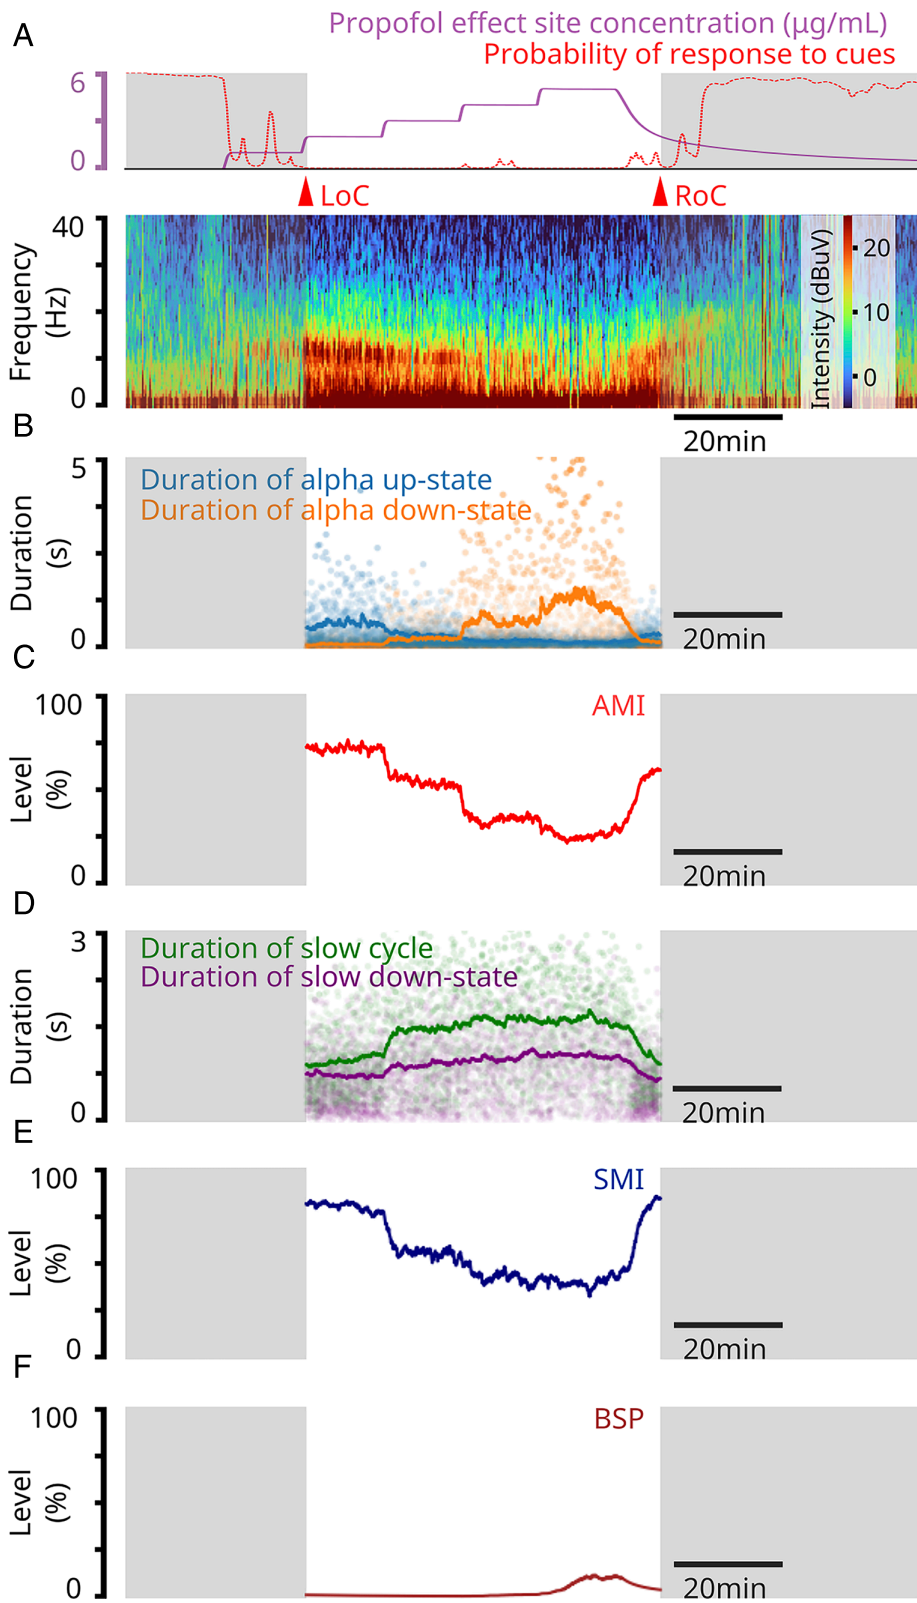 A
Propofol effect site concentration (µg/mL)
Probability of response to cues
6
0
LoC
RoC
40
Frequency
(Hz)
0
Intensity (dBuV)
20
10
0
20min
B
5
Duration of alpha up-state
Duration of alpha down-state
Duration
(s)
0
20min
C
100
AMI
Level
(%)
0
20min
D
3
Duration of slow cycle
Duration of slow down-state
Duration
(s)
0
20min
E
100
SMI
Level
(%)
0
20min
F
100
BSP
Level
(%)
0
20min